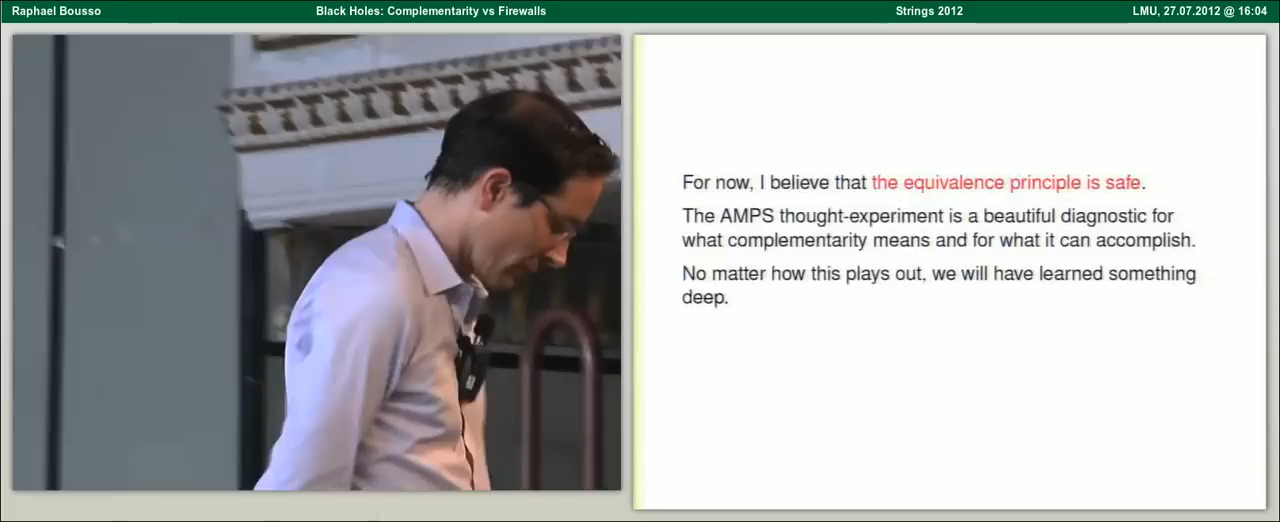 Raphael Bousso
Black Holes: Complementarity vs Firewalls
Strings 2012
LMU, 27.07.2012 @ 16:04
For now, I believe that the equivalence principle is safe.
The AMPS thought-experiment is a beautiful diagnostic for
what complementarity means and for what it can accomplish.
No matter how this plays out, we will have learned something
deep.